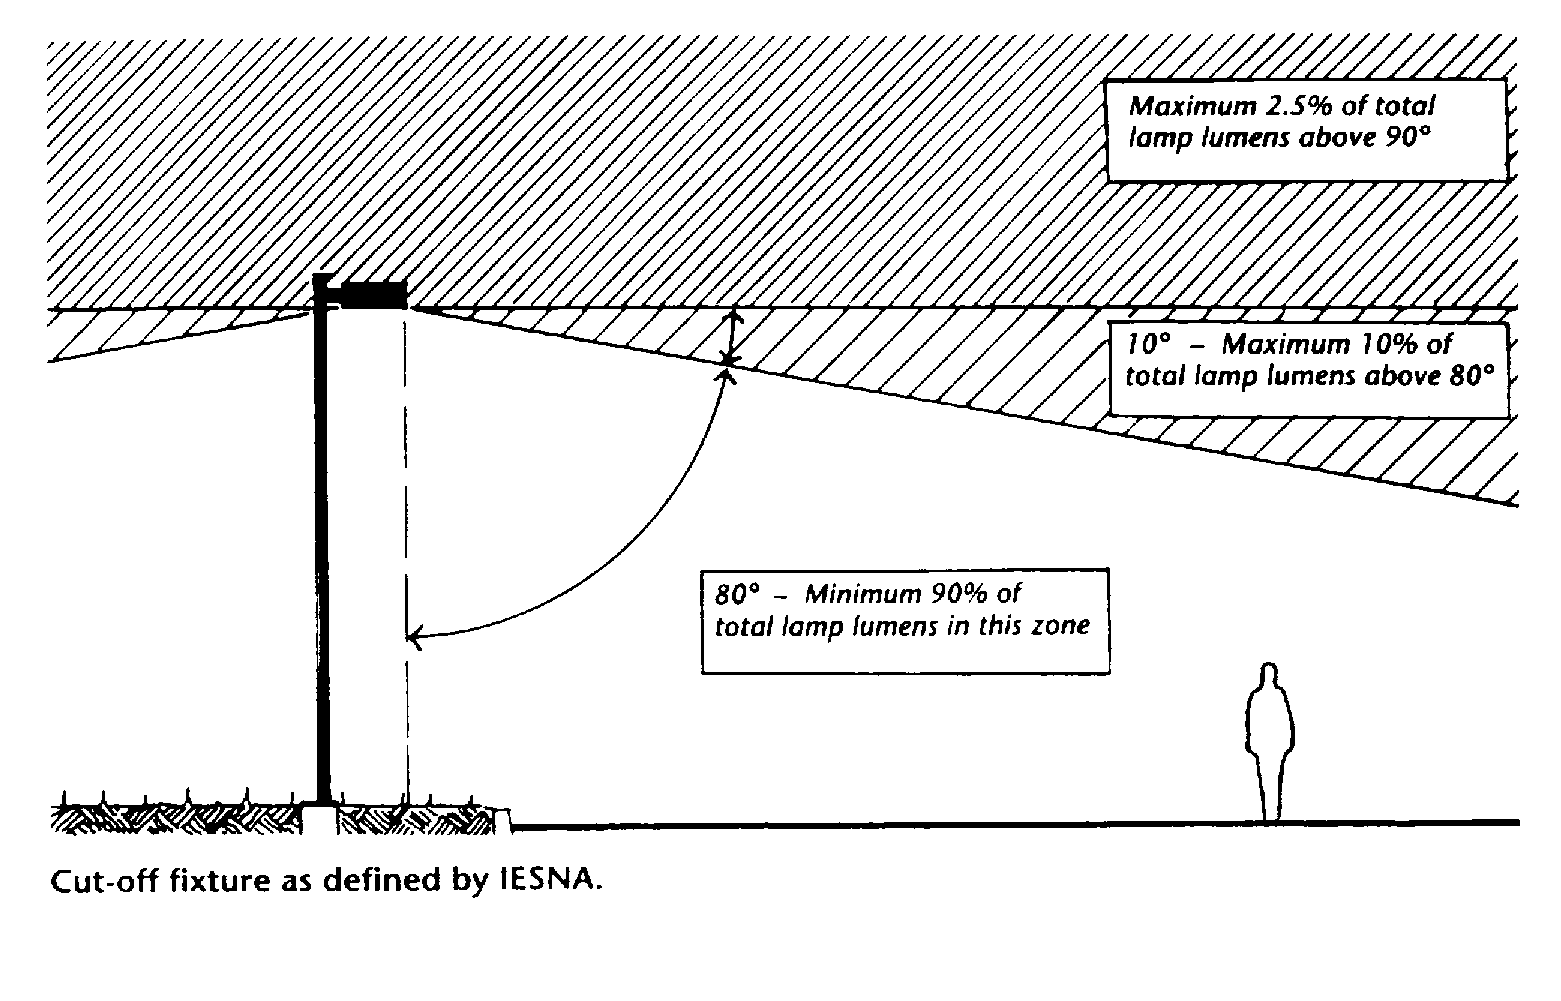 Maximum 2.5% of total
lamp lumens above 90°
10° – Maximum 10% of
total lamp lumens above 80°
80° – Minimum 90% of
total lamp lumens in this zone
Cut-off fixture as defined by IESNA.